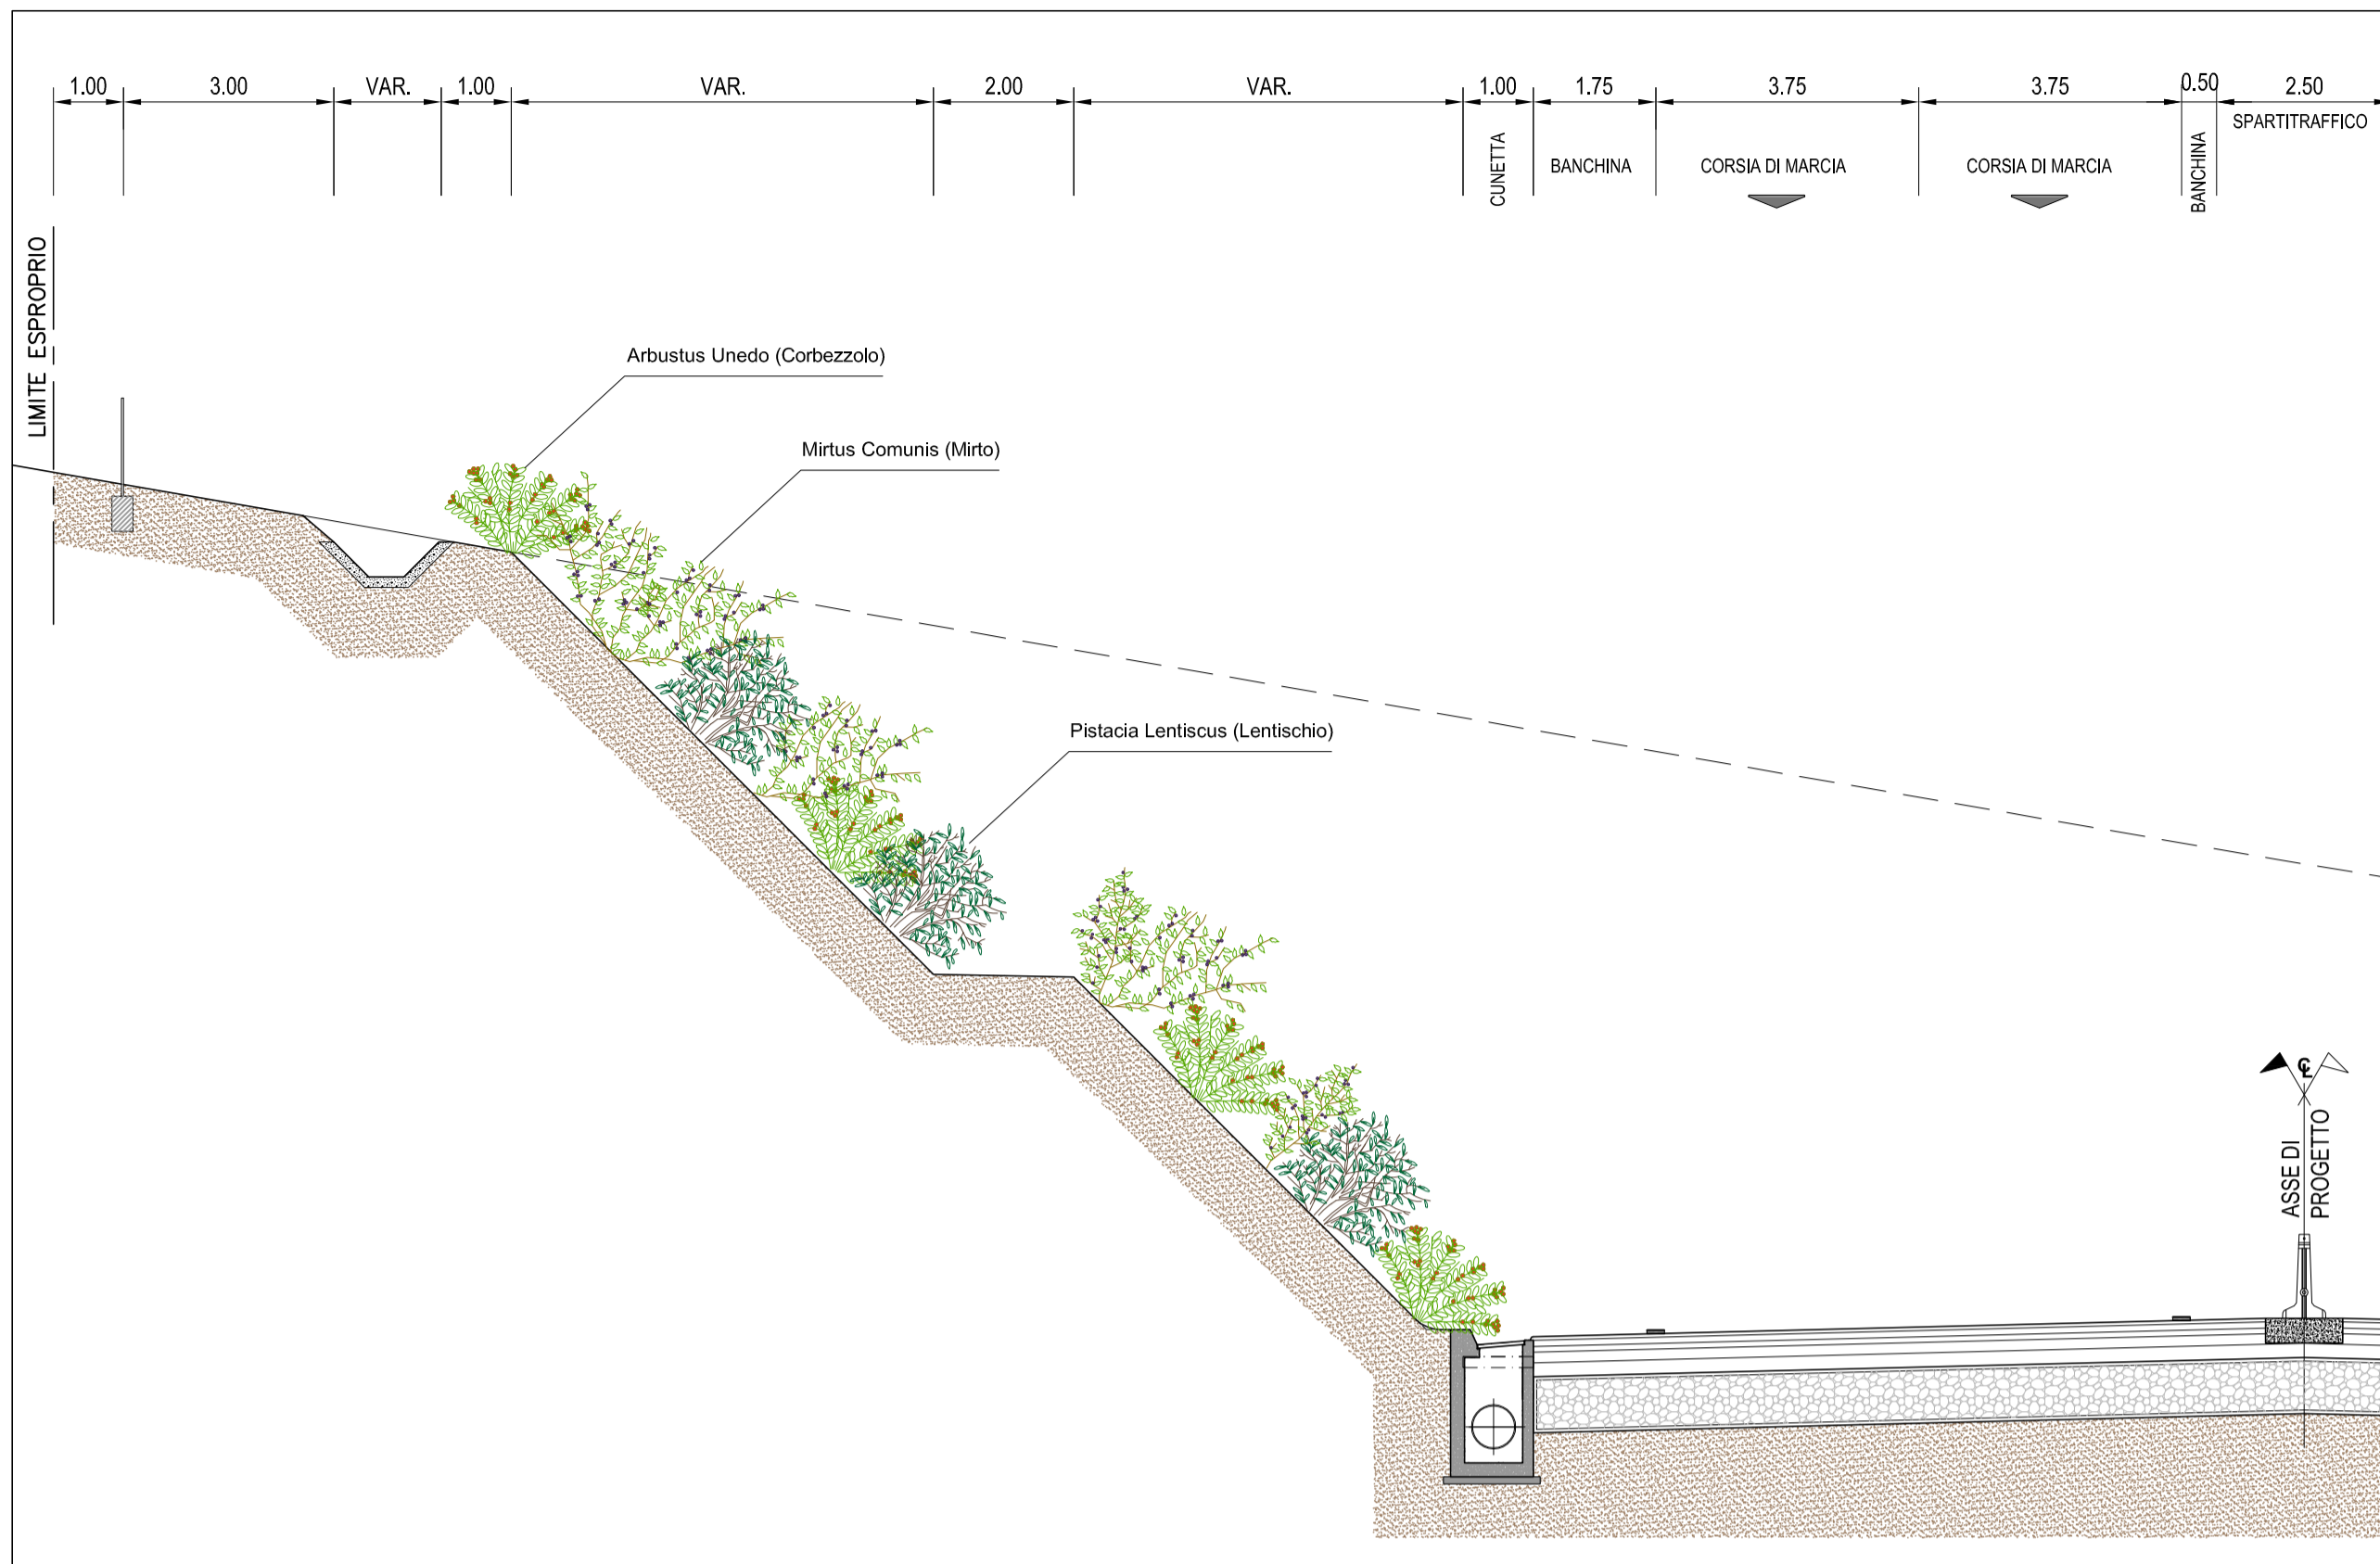 1.00 3.00 VAR. 1.00 VAR. 2.00 VAR. 1.00 1.75 3.75 3.75 0.50 2.50
SPARTITRAFFICO
CUNETTA
BANCHINA
CORSIA DI MARCIA
CORSIA DI MARCIA
BANCHINA
LIMITE ESPROPRIO
Arbustus Unedo (Corbezzolo)
Mirtus Comunis (Mirto)
Pistacia Lentiscus (Lentischio)
ASSE DI
PROGETTO